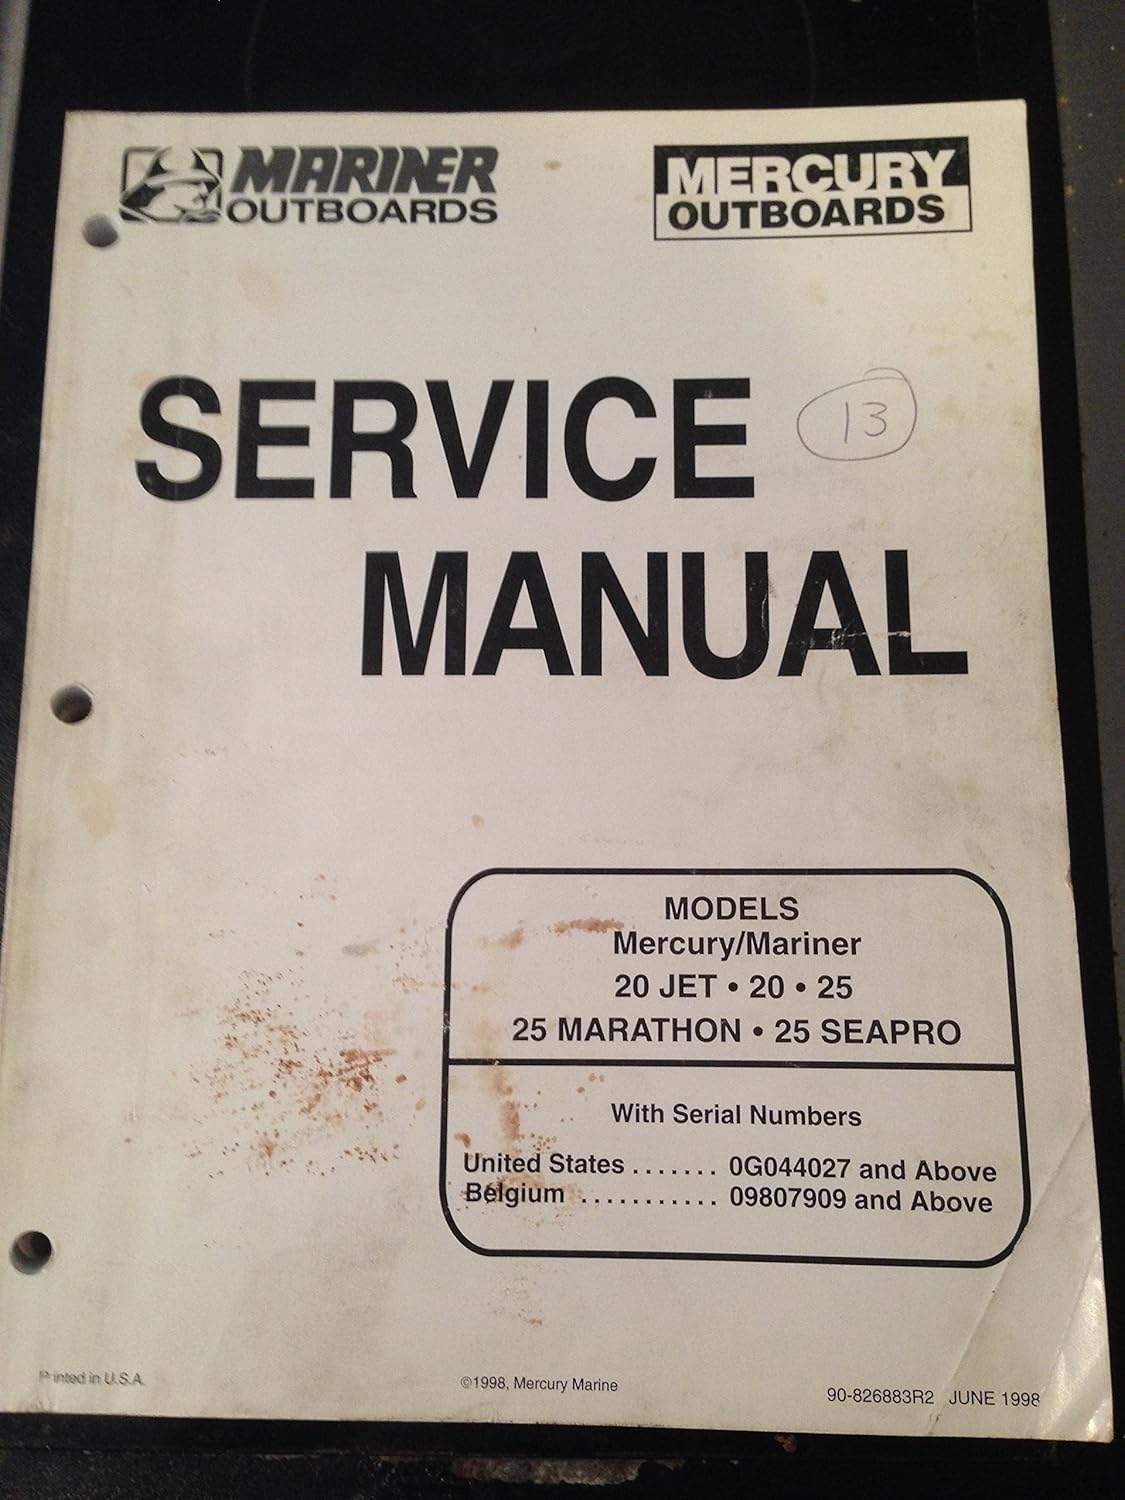 MARINER
OUTBOARDS
MERCURY
OUTBOARDS
SERVICE
13
MANUAL
MODELS
Mercury/Mariner
20 JET • 20 • 25
25 MARATHON • 25 SEAPRO
With Serial Numbers
United States ....... 0G044027 and Above
Belgium ........... 09807909 and Above
Printed in U.S.A.
©1998, Mercury Marine
90-826883R2 JUNE 1998